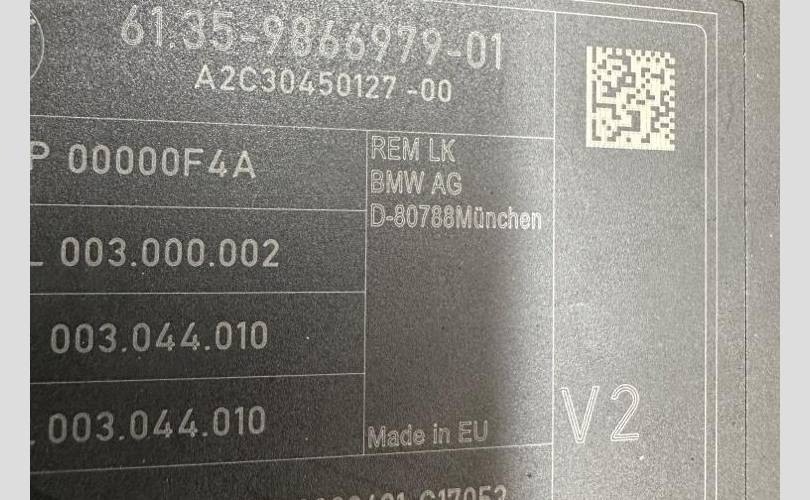 61.35-9866979-01
A2C30450127 -00
P 00000F4A
REM LK
BMW AG
D-80788München
L 003.000.002
003.044.010
003.044.010
Made in EU
V2